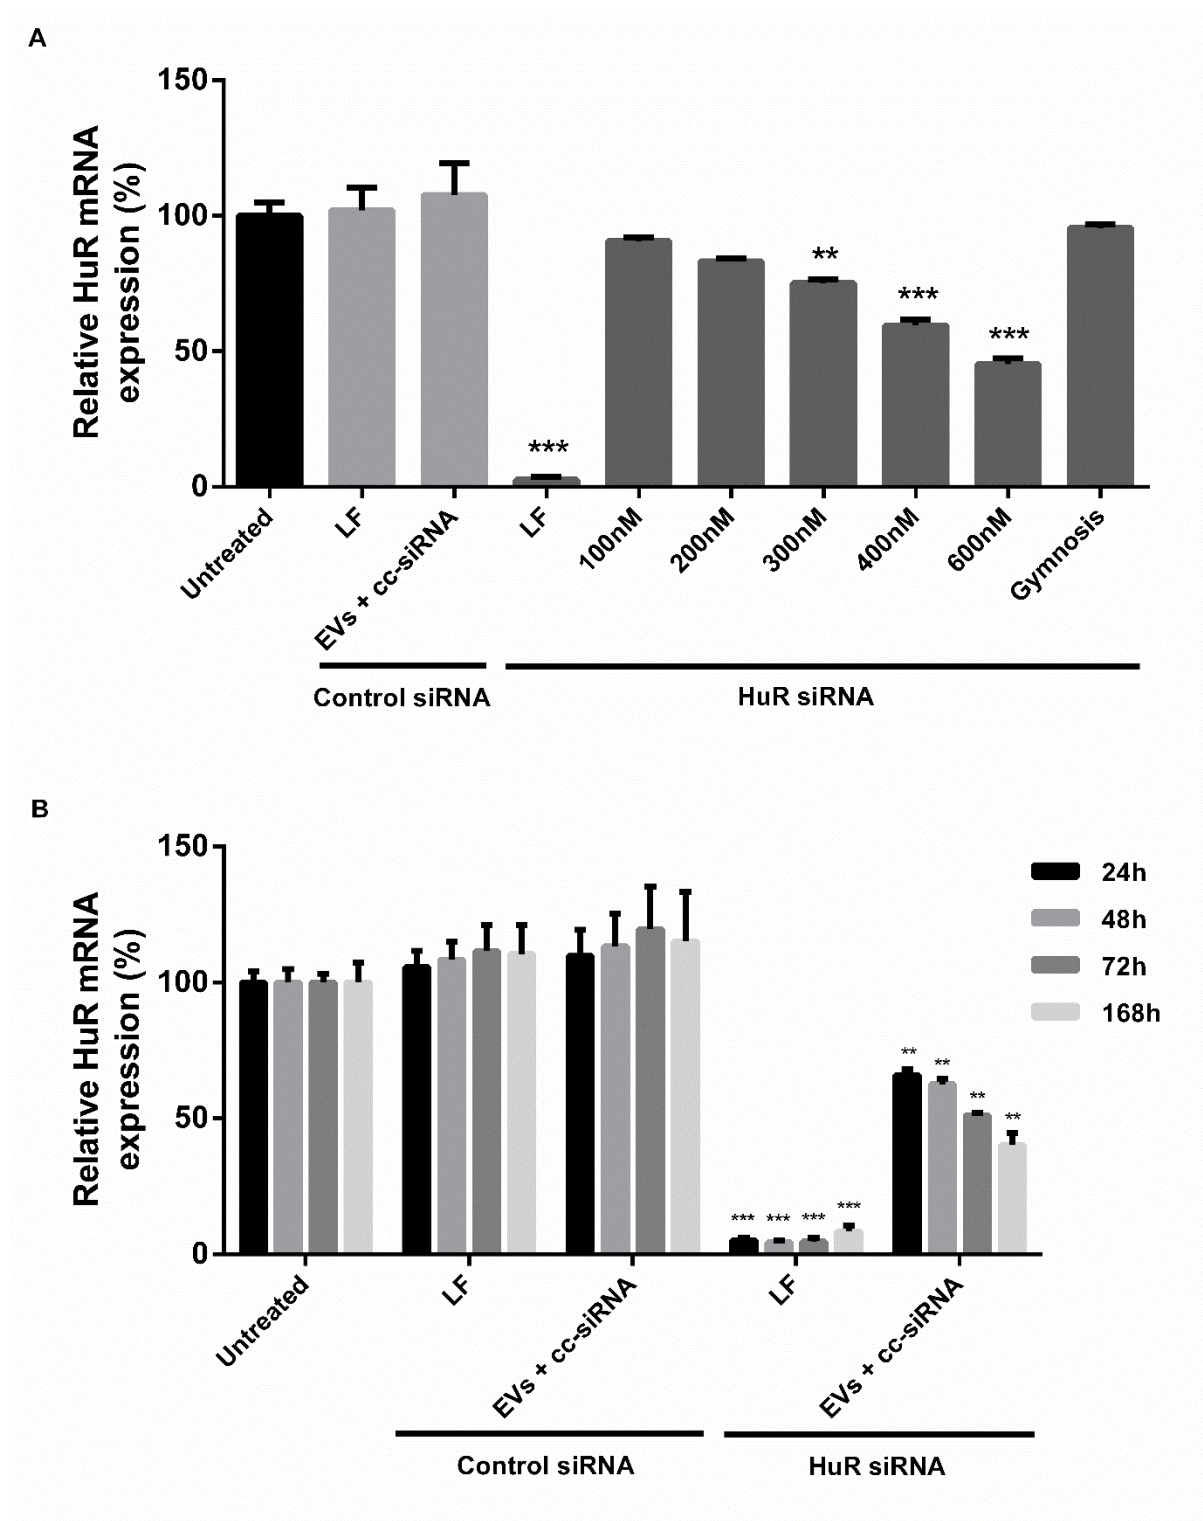 A
Relative HuR mRNA
expression (%)
150
100
50
0
**
***
***
***
Untreated
LF
EVs + cc-siRNA
LF
100nM
200nM
300nM
400nM
600nM
Gymnosis
Control siRNA
HuR siRNA
B
Relative HuR mRNA
expression (%)
150
100
50
0
24h
48h
72h
168h
** ** ** **
*** *** *** ***
Untreated
LF
EVs + cc-siRNA
LF
EVs + cc-siRNA
Control siRNA
HuR siRNA